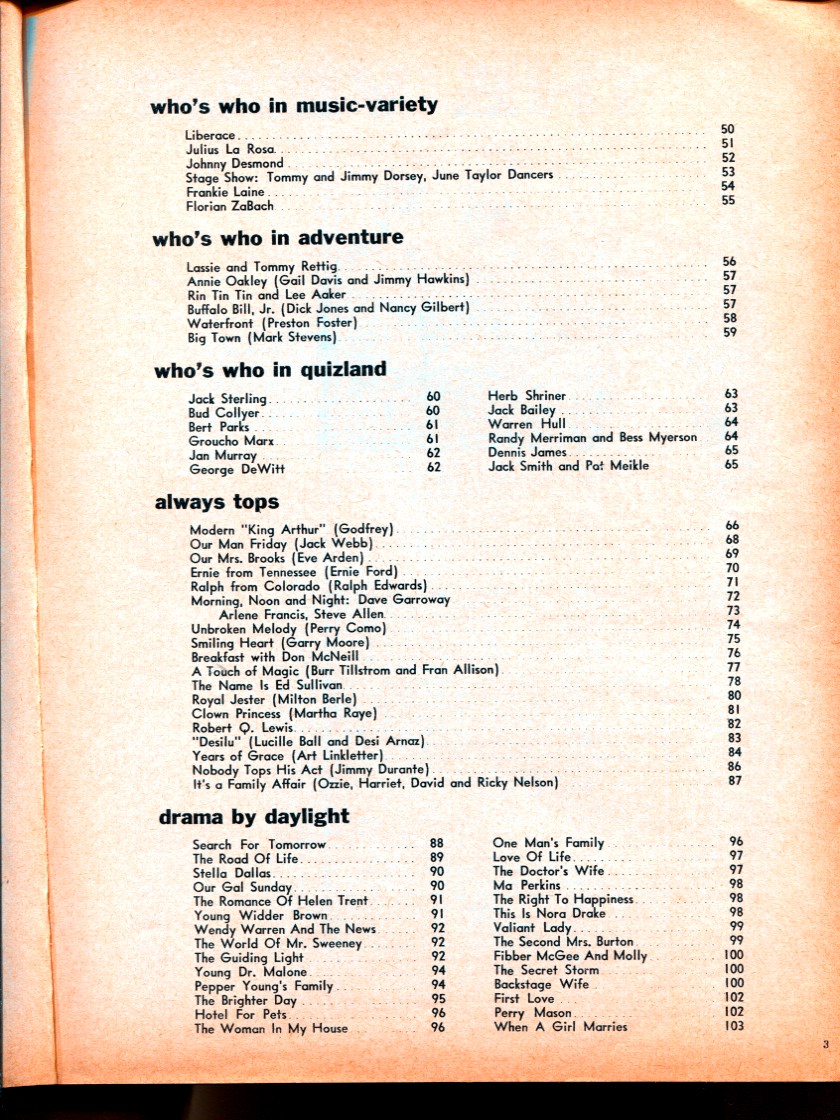 who's who in music-variety
Liberace 50
Julius La Rosa 51
Johnny Desmond 52
Stage Show: Tommy and Jimmy Dorsey, June Taylor Dancers 53
Frankie Laine 54
Florian ZaBach 55
who's who in adventure
Lassie and Tommy Rettig 56
Annie Oakley (Gail Davis and Jimmy Hawkins) 57
Rin Tin Tin and Lee Aaker 57
Buffalo Bill, Jr. (Dick Jones and Nancy Gilbert) 57
Waterfront (Preston Foster) 58
Big Town (Mark Stevens) 59
who's who in quizland
Jack Sterling 60
Bud Collyer 60
Bert Parks 61
Groucho Marx 61
Jan Murray 62
George DeWitt 62
Herb Shriner 63
Jack Bailey 63
Warren Hull 64
Randy Merriman and Bess Myerson 64
Dennis James 65
Jack Smith and Pat Meikle 65
always tops
Modern "King Arthur" (Godfrey) 66
Our Man Friday (Jack Webb) 68
Our Mrs. Brooks (Eve Arden) 69
Ernie from Tennessee (Ernie Ford) 70
Ralph from Colorado (Ralph Edwards) 71
Morning, Noon and Night: Dave Garroway 72
Arlene Francis, Steve Allen 73
Unbroken Melody (Perry Como) 74
Smiling Heart (Garry Moore) 75
Breakfast with Don McNeill 76
A Touch of Magic (Burr Tillstrom and Fran Allison) 77
The Name Is Ed Sullivan 78
Royal Jester (Milton Berle) 80
Clown Princess (Martha Raye) 81
Robert Q. Lewis 82
"Desilu" (Lucille Ball and Desi Arnaz) 83
Years of Grace (Art Linkletter) 84
Nobody Tops His Act (Jimmy Durante) 86
It's a Family Affair (Ozzie, Harriet, David and Ricky Nelson) 87
drama by daylight
Search For Tomorrow 88
The Road Of Life 89
Stella Dallas 90
Our Gal Sunday 90
The Romance Of Helen Trent 91
Young Widder Brown 91
Wendy Warren And The News 92
The World Of Mr. Sweeney 92
The Guiding Light 92
Young Dr. Malone 94
Pepper Young's Family 94
The Brighter Day 95
Hotel For Pets 96
The Woman In My House 96
One Man's Family 96
Love Of Life 97
The Doctor's Wife 97
Ma Perkins 98
The Right To Happiness 98
This Is Nora Drake 98
Valiant Lady 99
The Second Mrs. Burton 99
Fibber McGee And Molly 100
The Secret Storm 100
Backstage Wife 100
First Love 102
Perry Mason 102
When A Girl Marries 103
3